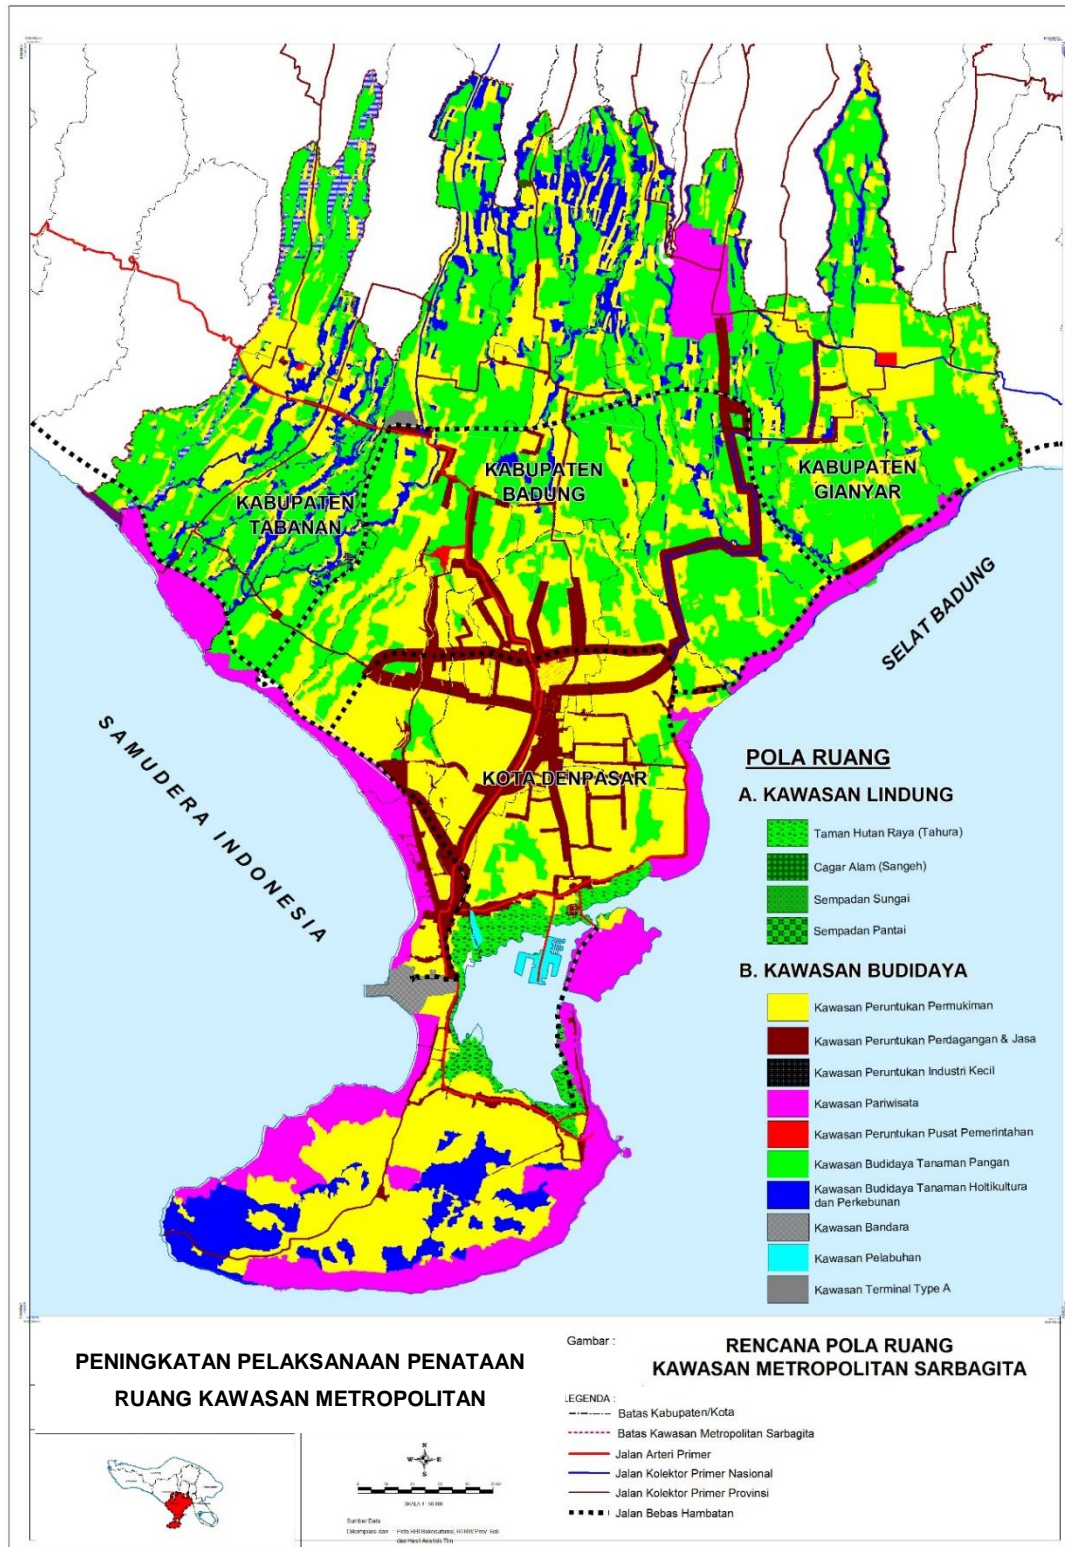 KABUPATEN
BADUNG
KABUPATEN
GIANYAR
KABUPATEN
TABANAN
SELAT BADUNG
SAMUDERA INDONESIA
KOTA DENPASAR
POLA RUANG
A. KAWASAN LINDUNG
Taman Hutan Raya (Tahura)
Cagar Alam (Sangeh)
Sempadan Sungai
Sempadan Pantai
B. KAWASAN BUDIDAYA
Kawasan Peruntukan Permukiman
Kawasan Peruntukan Perdagangan & Jasa
Kawasan Peruntukan Industri Kecil
Kawasan Pariwisata
Kawasan Peruntukan Pusat Pemerintahan
Kawasan Budidaya Tanaman Pangan
Kawasan Budidaya Tanaman Holtikultura
dan Perkebunan
Kawasan Bandara
Kawasan Pelabuhan
Kawasan Terminal Type A
PENINGKATAN PELAKSANAAN PENATAAN
RUANG KAWASAN METROPOLITAN
Gambar :
RENCANA POLA RUANG
KAWASAN METROPOLITAN SARBAGITA
LEGENDA :
Batas Kabupaten/Kota
Batas Kawasan Metropolitan Sarbagita
Jalan Arteri Primer
Jalan Kolektor Primer Nasional
Jalan Kolektor Primer Provinsi
Jalan Bebas Hambatan
N
W E
S
Sumber Data